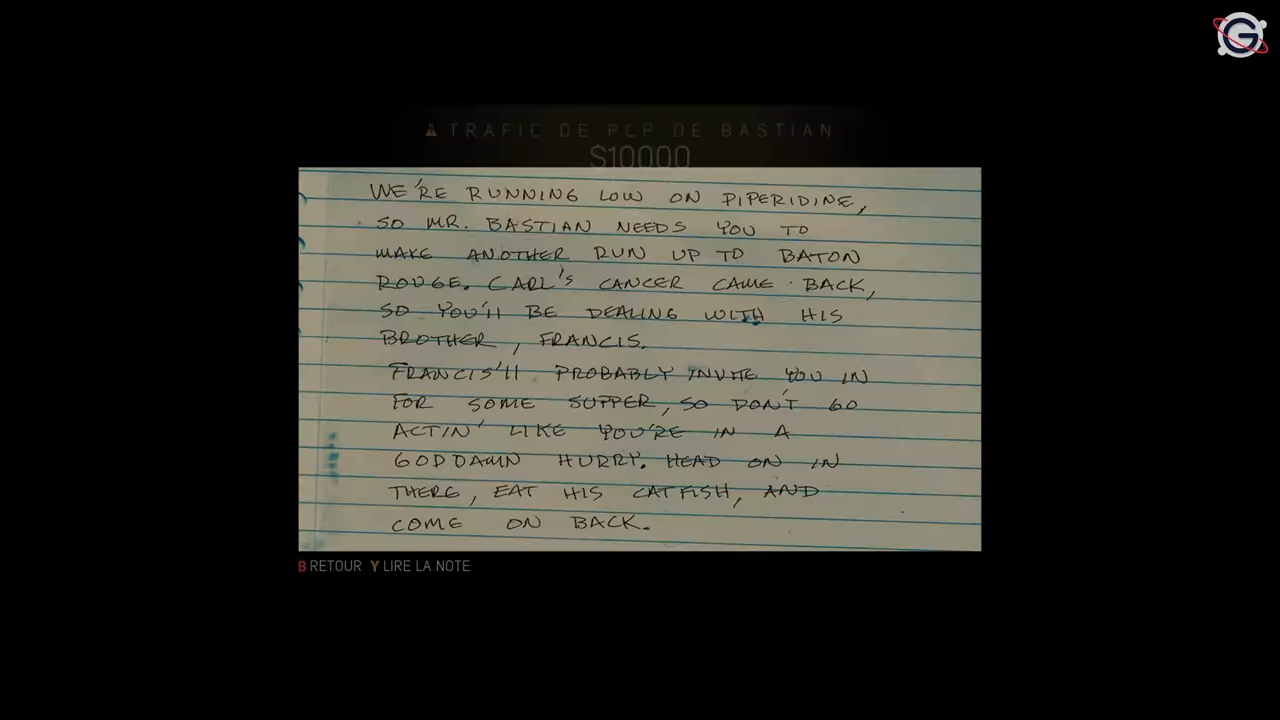 G
TRAFIC DE PCP DE BASTIAN
$10000
WE'RE RUNNING LOW ON PIPERIDINE,
SO MR. BASTIAN NEEDS YOU TO
MAKE ANOTHER RUN UP TO BATON
ROUGE. CARL'S CANCER CAME BACK,
SO YOU'll BE DEALING WITH HIS
BROTHER, FRANCIS.
FRANCIS'll PROBABLY INVITE YOU IN
FOR SOME SUPPER, SO DON'T GO
ACTIN' LIKE YOU'RE IN A
GODDAMN HURRY. HEAD ON IN
THERE, EAT HIS CATFISH, AND
COME ON BACK.
B RETOUR Y LIRE LA NOTE